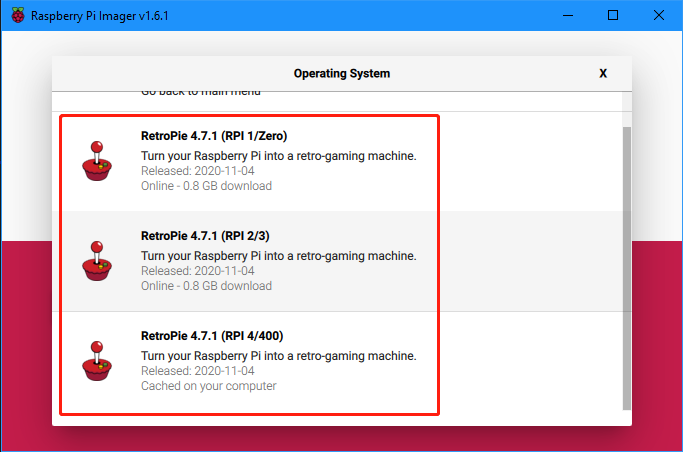 Raspberry Pi Imager v1.6.1
Operating System
X
Go back to main menu
RetroPie 4.7.1 (RPI 1/Zero)
Turn your Raspberry Pi into a retro-gaming machine.
Released: 2020-11-04
Online - 0.8 GB download
RetroPie 4.7.1 (RPI 2/3)
Turn your Raspberry Pi into a retro-gaming machine.
Released: 2020-11-04
Online - 0.8 GB download
RetroPie 4.7.1 (RPI 4/400)
Turn your Raspberry Pi into a retro-gaming machine.
Released: 2020-11-04
Cached on your computer